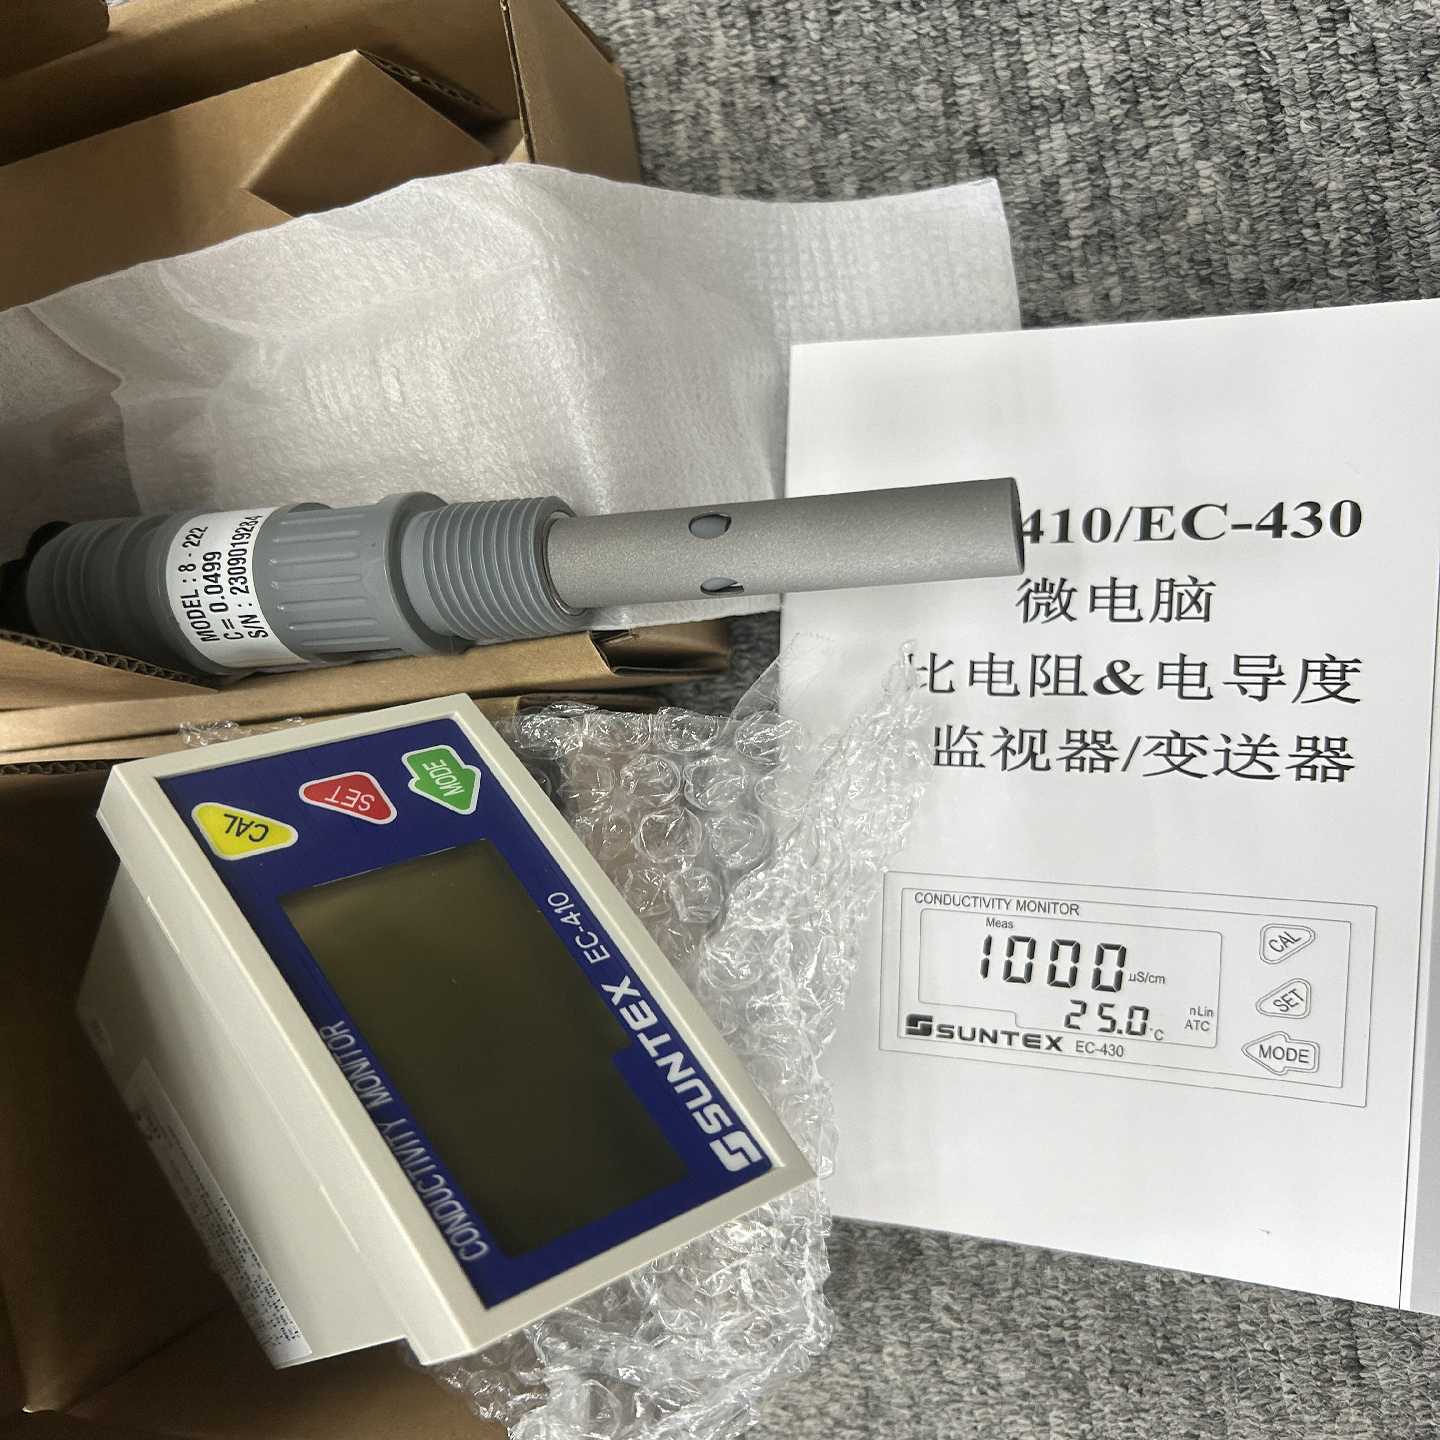 MODEL : 8 - 222
C = 0.0499
S/N : 2309019284
410/EC-430
微电脑
比电阻&电导度
监视器/变送器
CONDUCTIVITY MONITOR
Meas
1000 μS/cm
25.0 °C
nLin
ATC
SUNTEX EC-430
CAL
SET
MODE
MODE
SET
CAL
SUNTEX EC-410
CONDUCTIVITY MONITOR